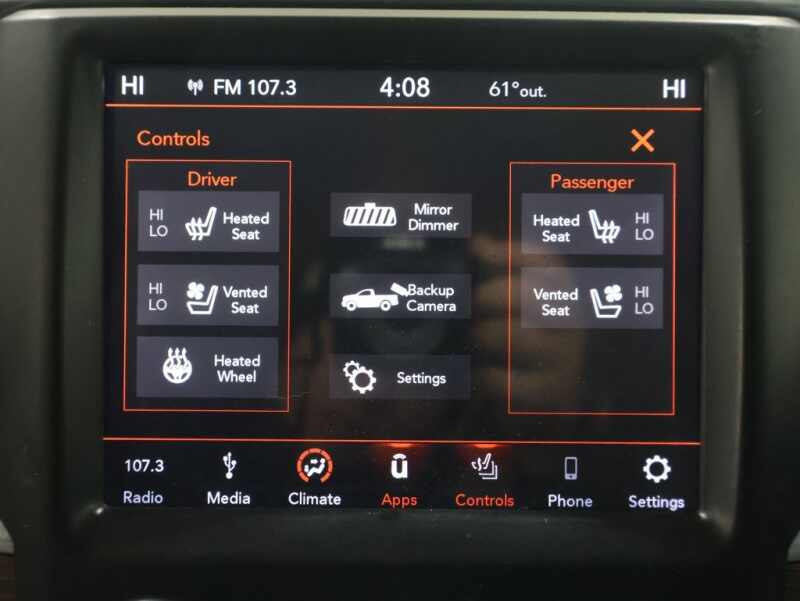 HI FM 107.3 4:08 61°out. HI
Controls
Driver
HI
LO
Heated
Seat
HI
LO
Vented
Seat
Heated
Wheel
Mirror
Dimmer
Backup
Camera
Settings
Passenger
Heated
Seat
HI
LO
Vented
Seat
HI
LO
107.3
Radio Media Climate Apps Controls Phone Settings